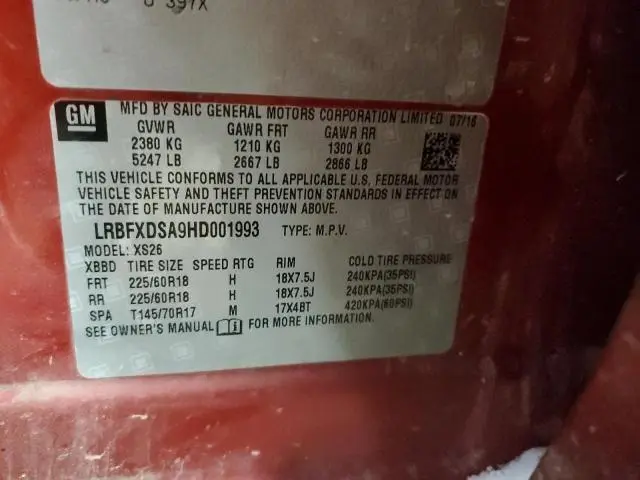 397X
GM
MFD BY SAIC GENERAL MOTORS CORPORATION LIMITED 07/16
GVWR GAWR FRT GAWR RR
2380 KG 1210 KG 1300 KG
5247 LB 2667 LB 2866 LB
THIS VEHICLE CONFORMS TO ALL APPLICABLE U.S. FEDERAL MOTOR
VEHICLE SAFETY AND THEFT PREVENTION STANDARDS IN EFFECT ON
THE DATE OF MANUFACTURE SHOWN ABOVE.
LRBFXDSA9HD001993 TYPE: M.P.V.
MODEL: XS26
XBBD TIRE SIZE SPEED RTG RIM COLD TIRE PRESSURE
FRT 225/60R18 H 18X7.5J 240KPA(35PSI)
RR 225/60R18 H 18X7.5J 240KPA(35PSI)
SPA T145/70R17 M 17X4BT 420KPA(60PSI)
SEE OWNER'S MANUAL FOR MORE INFORMATION.